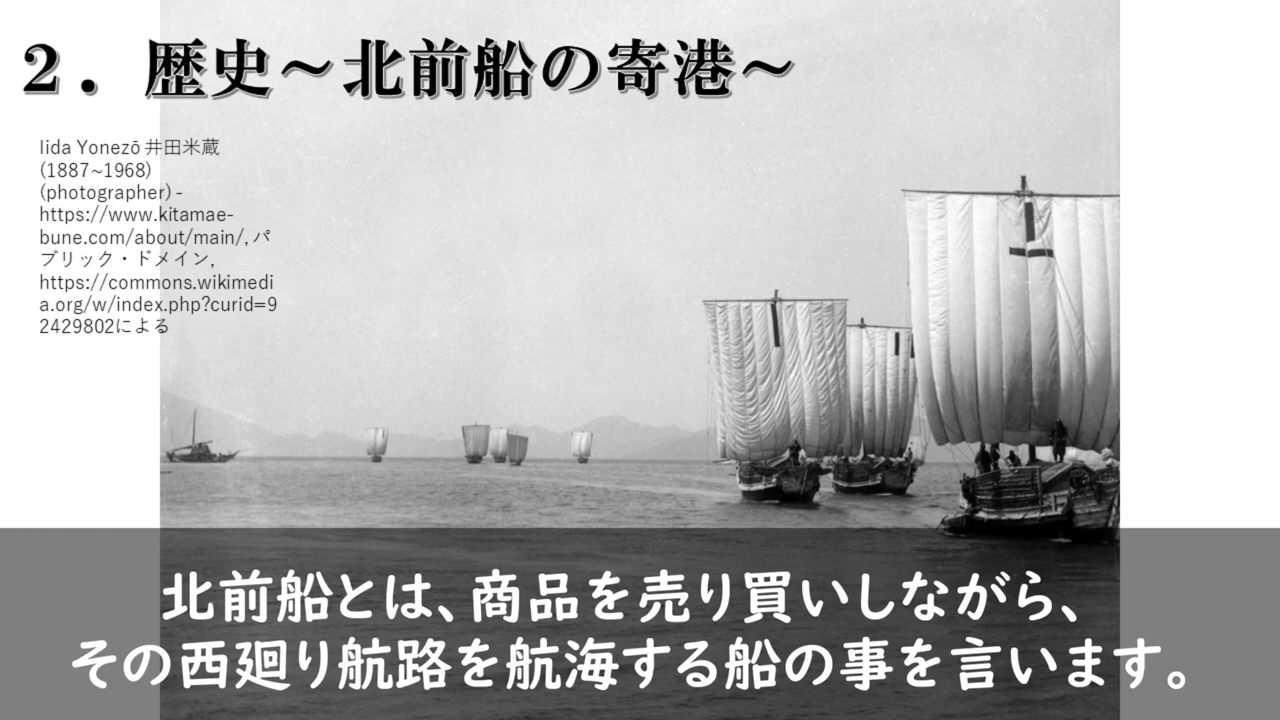 ２．歴史～北前船の寄港～
Iida Yonezō 井田米蔵
(1887~1968)
(photographer) -
https://www.kitamae-
bune.com/about/main/, パ
ブリック・ドメイン,
https://commons.wikimedi
a.org/w/index.php?curid=9
2429802による
北前船とは、商品を売り買いしながら、
その西廻り航路を航海する船の事を言います。